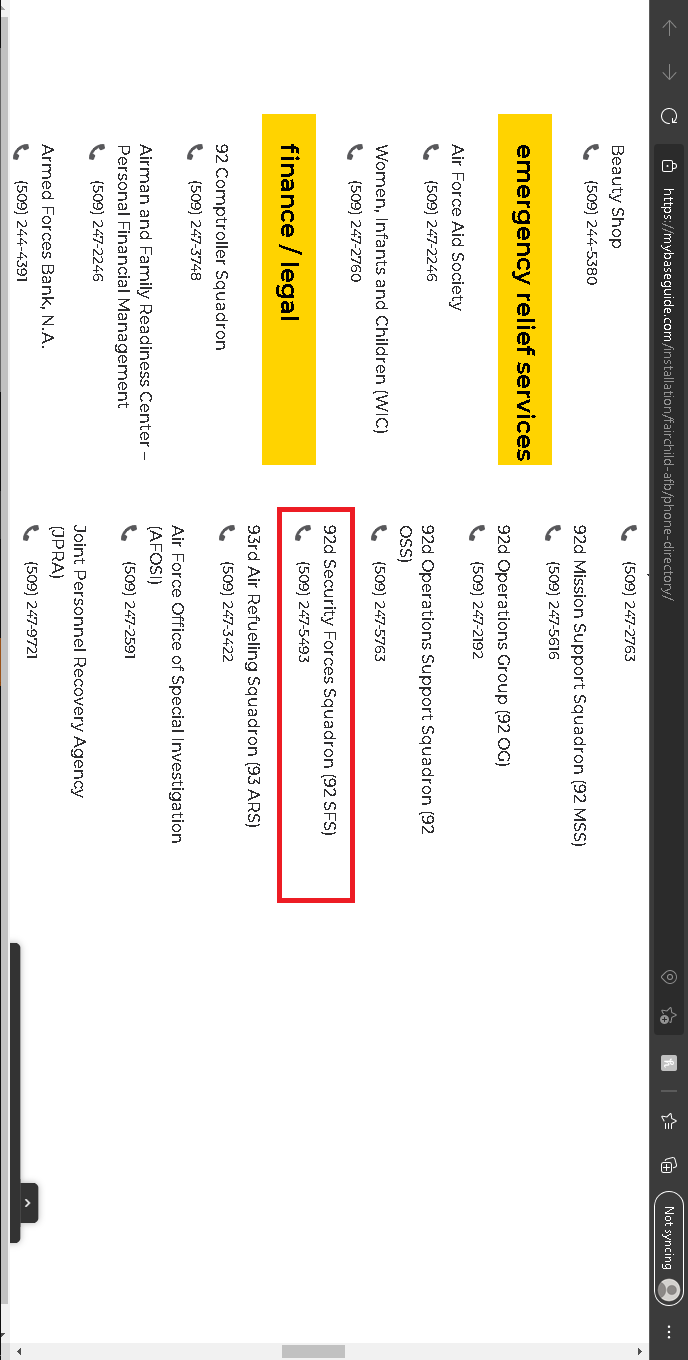 https://mybaseguide.com/installation/fairchild-afb/phone-directory/
Not syncing
Beauty Shop
(509) 244-5380
emergency relief services
Air Force Aid Society
(509) 247-2246
Women, Infants and Children (WIC)
(509) 247-2760
finance / legal
92 Comptroller Squadron
(509) 247-3748
Airman and Family Readiness Center –
Personal Financial Management
(509) 247-2246
Armed Forces Bank, N.A.
(509) 244-4391
(509) 247-2763
92d Mission Support Squadron (92 MSS)
(509) 247-5616
92d Operations Group (92 OG)
(509) 247-2192
92d Operations Support Squadron (92
OSS)
(509) 247-5763
92d Security Forces Squadron (92 SFS)
(509) 247-5493
93rd Air Refueling Squadron (93 ARS)
(509) 247-3422
Air Force Office of Special Investigation
(AFOSI)
(509) 247-2591
Joint Personnel Recovery Agency
(JPRA)
(509) 247-9721